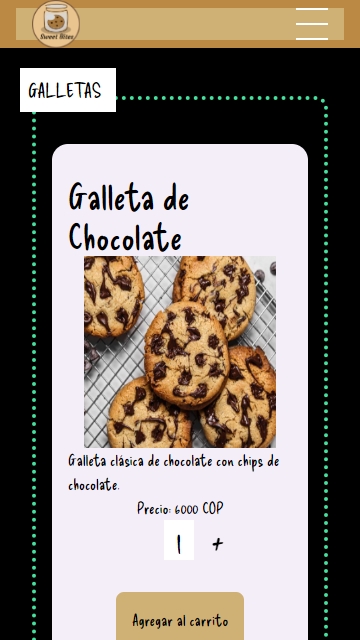 Sweet Bites
GALLETAS
Galleta de
Chocolate
Galleta clásica de chocolate con chips de
chocolate.
Precio: 6000 COP
1 +
Agregar al carrito